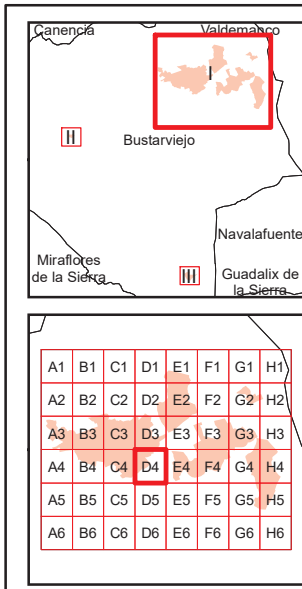 Canencia Valdemanco
I
II
Bustarviejo
Navalafuente
Miraflores
de la Sierra
III
Guadalix de
la Sierra
A1 B1 C1 D1 E1 F1 G1 H1
A2 B2 C2 D2 E2 F2 G2 H2
A3 B3 C3 D3 E3 F3 G3 H3
A4 B4 C4 D4 E4 F4 G4 H4
A5 B5 C5 D5 E5 F5 G5 H5
A6 B6 C6 D6 E6 F6 G6 H6